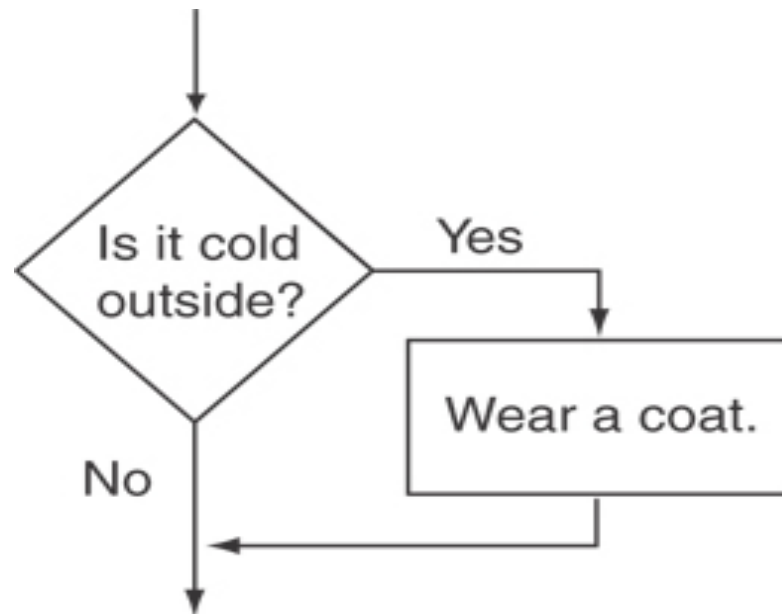 Is it cold
outside?
Yes
Wear a coat.
No